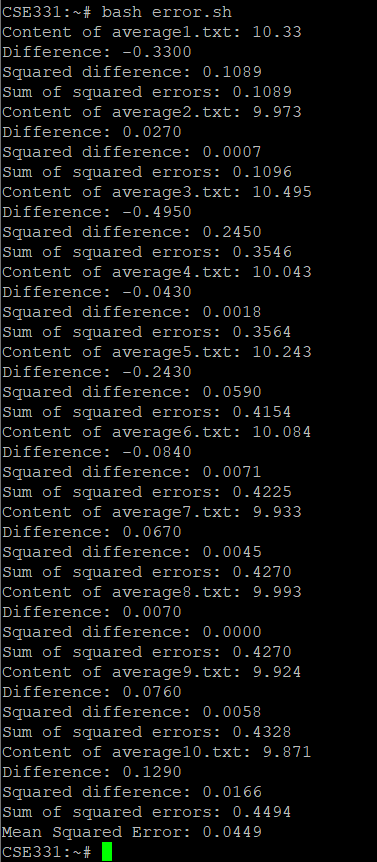 CSE331:~# bash error.sh
Content of average1.txt: 10.33
Difference: -0.3300
Squared difference: 0.1089
Sum of squared errors: 0.1089
Content of average2.txt: 9.973
Difference: 0.0270
Squared difference: 0.0007
Sum of squared errors: 0.1096
Content of average3.txt: 10.495
Difference: -0.4950
Squared difference: 0.2450
Sum of squared errors: 0.3546
Content of average4.txt: 10.043
Difference: -0.0430
Squared difference: 0.0018
Sum of squared errors: 0.3564
Content of average5.txt: 10.243
Difference: -0.2430
Squared difference: 0.0590
Sum of squared errors: 0.4154
Content of average6.txt: 10.084
Difference: -0.0840
Squared difference: 0.0071
Sum of squared errors: 0.4225
Content of average7.txt: 9.933
Difference: 0.0670
Squared difference: 0.0045
Sum of squared errors: 0.4270
Content of average8.txt: 9.993
Difference: 0.0070
Squared difference: 0.0000
Sum of squared errors: 0.4270
Content of average9.txt: 9.924
Difference: 0.0760
Squared difference: 0.0058
Sum of squared errors: 0.4328
Content of average10.txt: 9.871
Difference: 0.1290
Squared difference: 0.0166
Sum of squared errors: 0.4494
Mean Squared Error: 0.0449
CSE331:~#